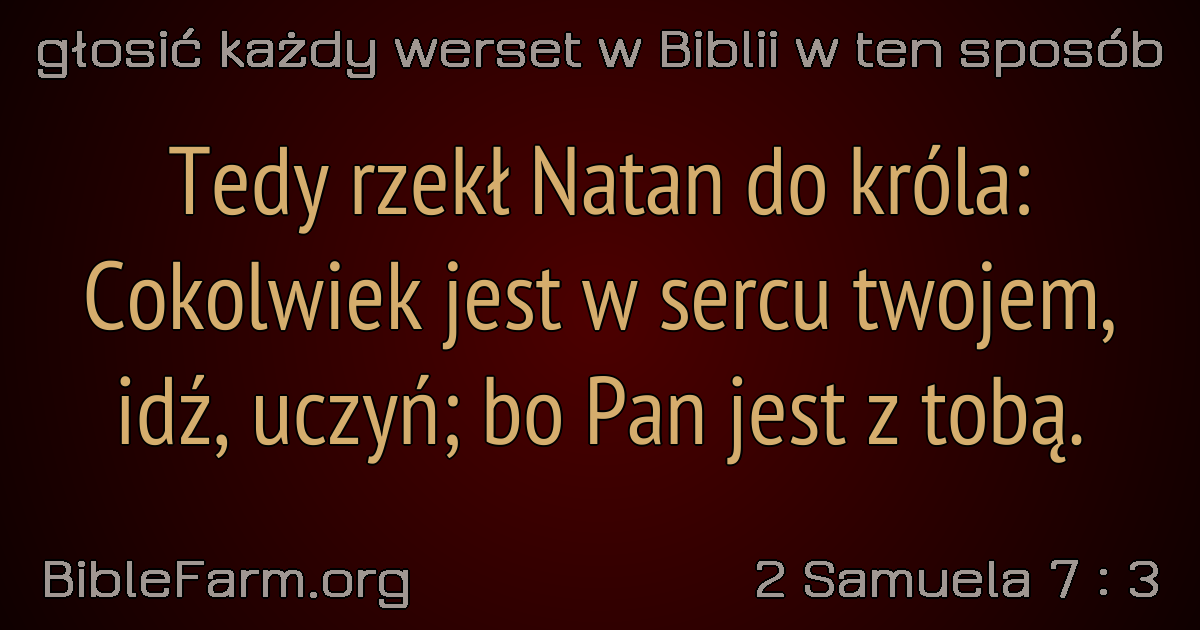 głosić każdy werset w Biblii w ten sposób
Tedy rzekł Natan do króla:
Cokolwiek jest w sercu twojem,
idź, uczyń; bo Pan jest z tobą.
BibleFarm.org
2 Samuela 7 : 3